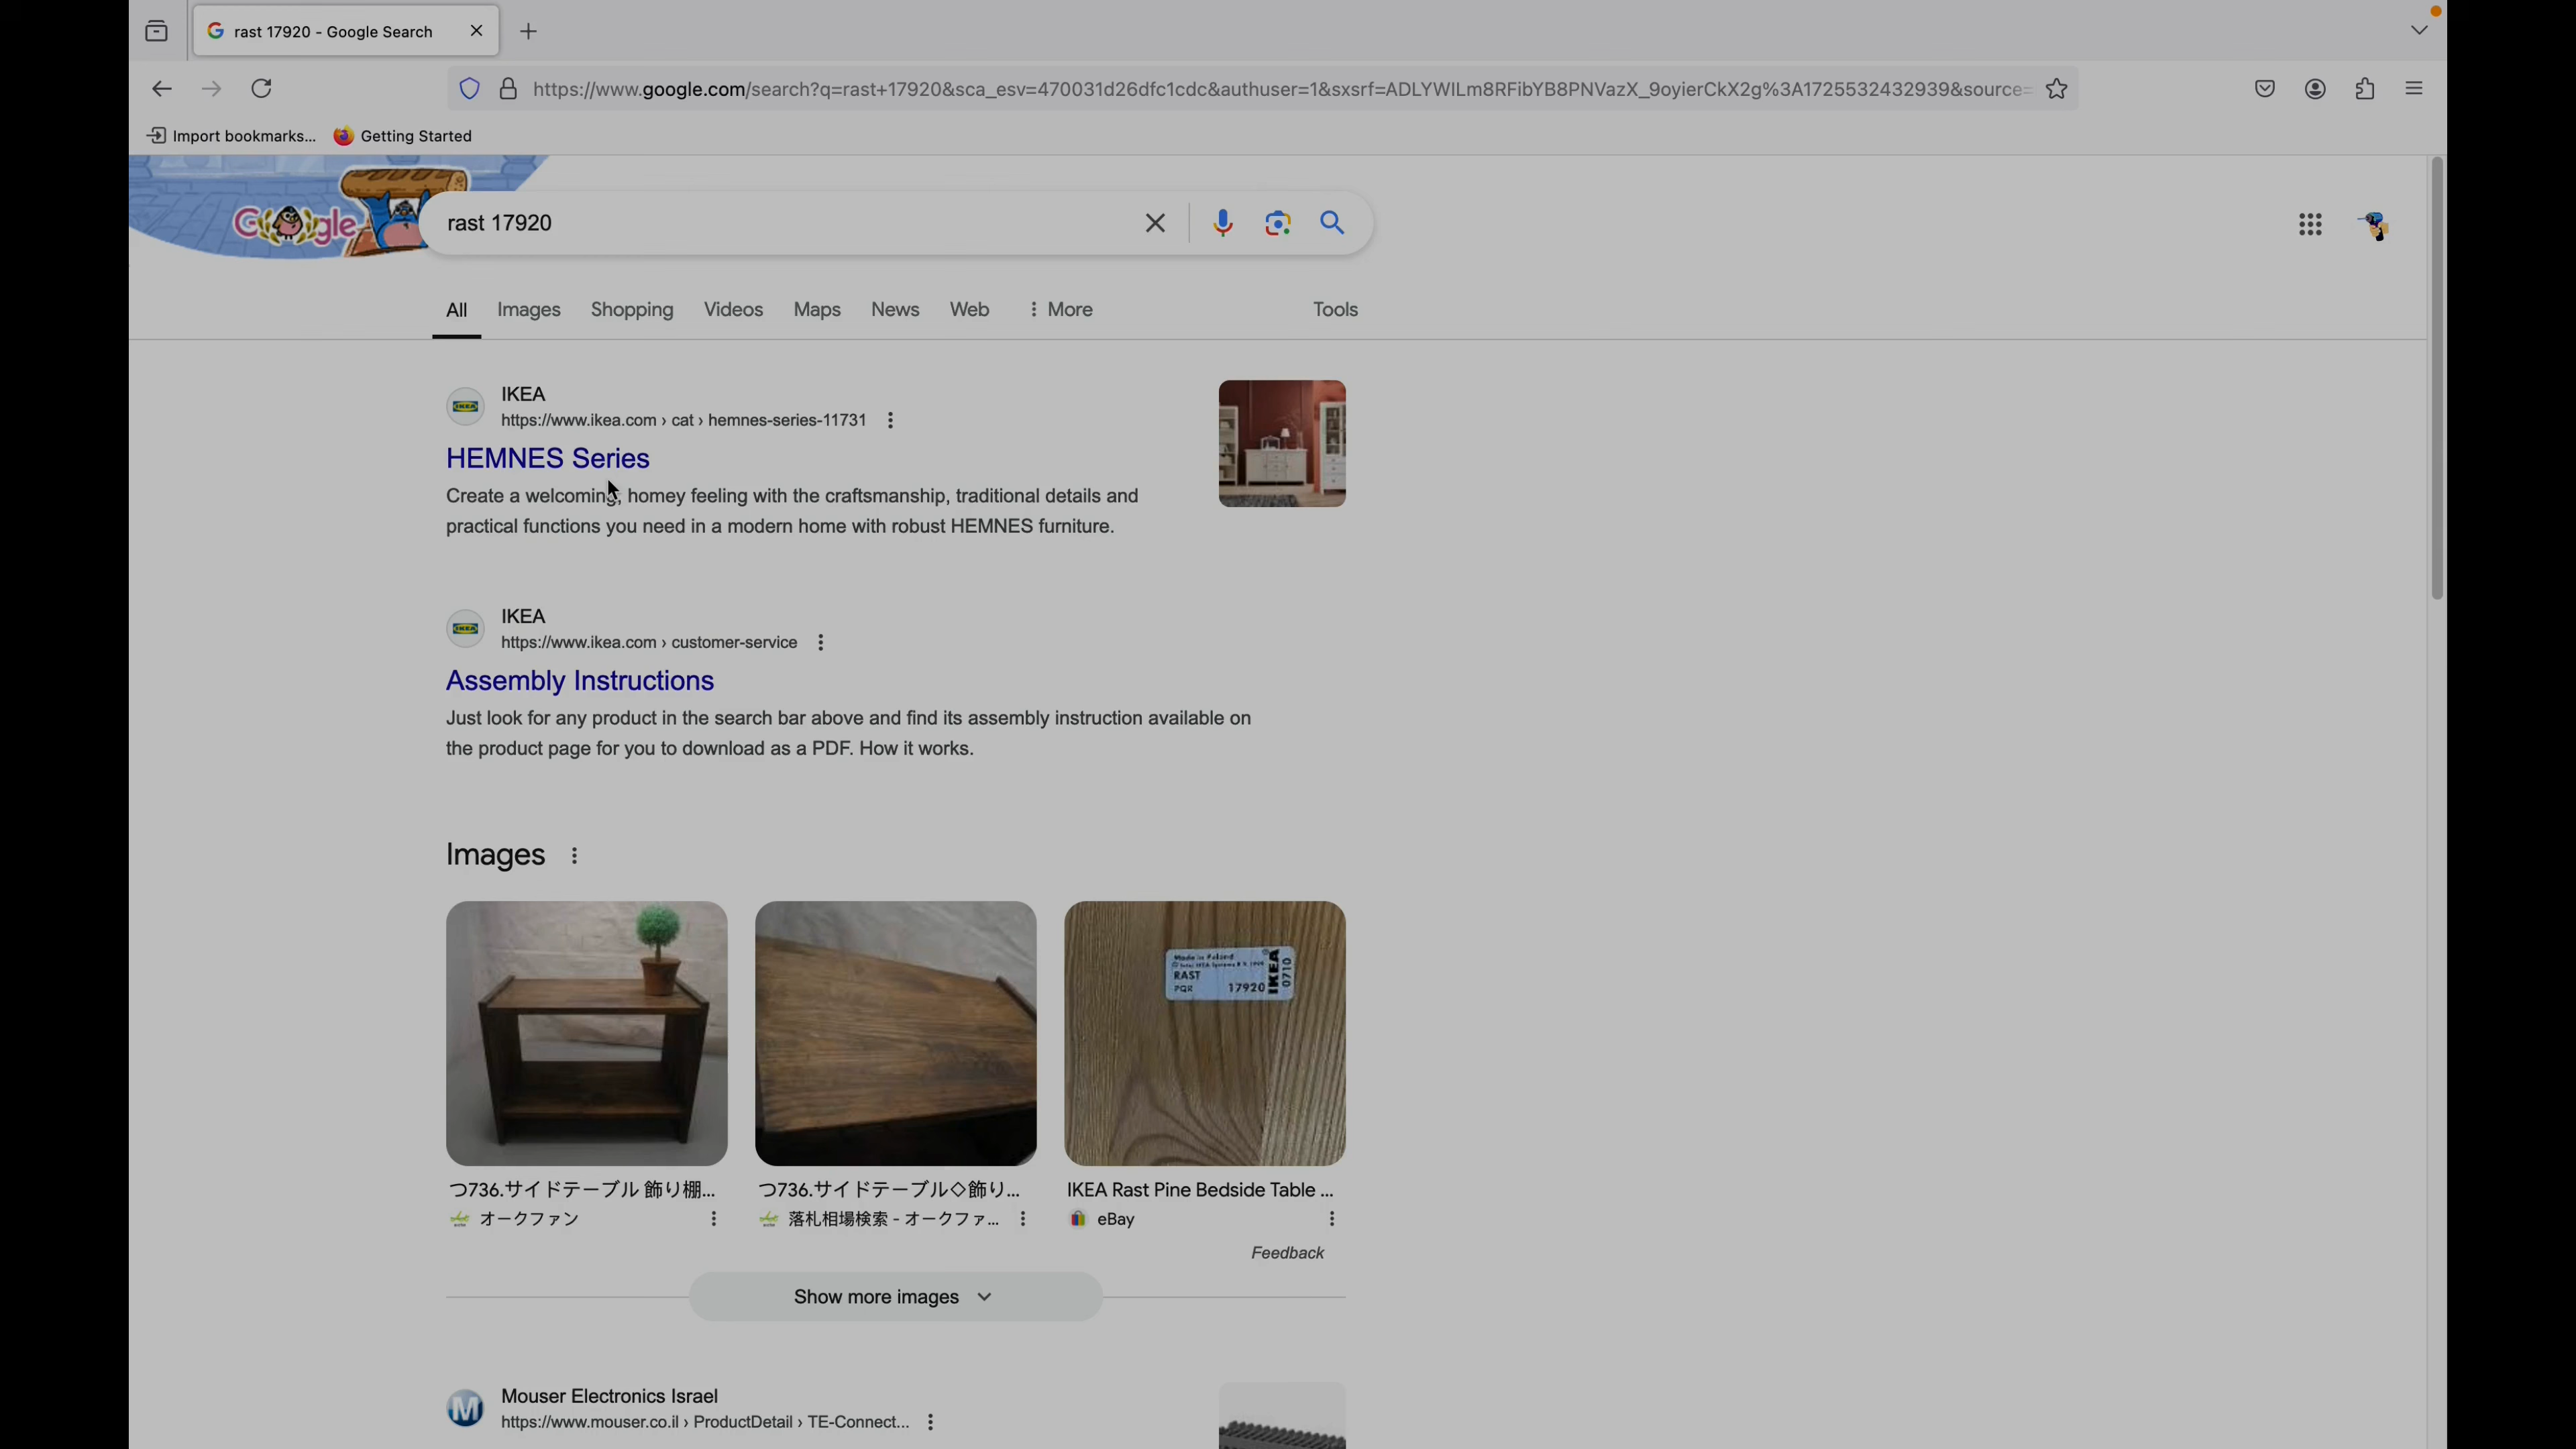 rast 17920 - Google Search
https://www.google.com/search?q=rast+17920&sca_esv=470031d26dfc1cdc&authuser=1&sxsrf=ADLYWILm8RFibYB8PNVazX_9oyierCkX2g%3A1725532432939&source=
Import bookmarks... Getting Started
Google
rast 17920
All Images Shopping Videos Maps News Web More Tools
IKEA
https://www.ikea.com › cat › hemnes-series-11731
HEMNES Series
Create a welcoming, homey feeling with the craftsmanship, traditional details and
practical functions you need in a modern home with robust HEMNES furniture.
IKEA
https://www.ikea.com › customer-service
Assembly Instructions
Just look for any product in the search bar above and find its assembly instruction available on
the product page for you to download as a PDF. How it works.
Images
RAST
PQR 17920
IKEA
0710
つ736.サイドテーブル 飾り棚...
オークファン
つ736.サイドテーブル◇飾り...
落札相場検索 - オークファ...
IKEA Rast Pine Bedside Table ...
eBay
Feedback
Show more images
Mouser Electronics Israel
https://www.mouser.co.il › ProductDetail › TE-Connect...